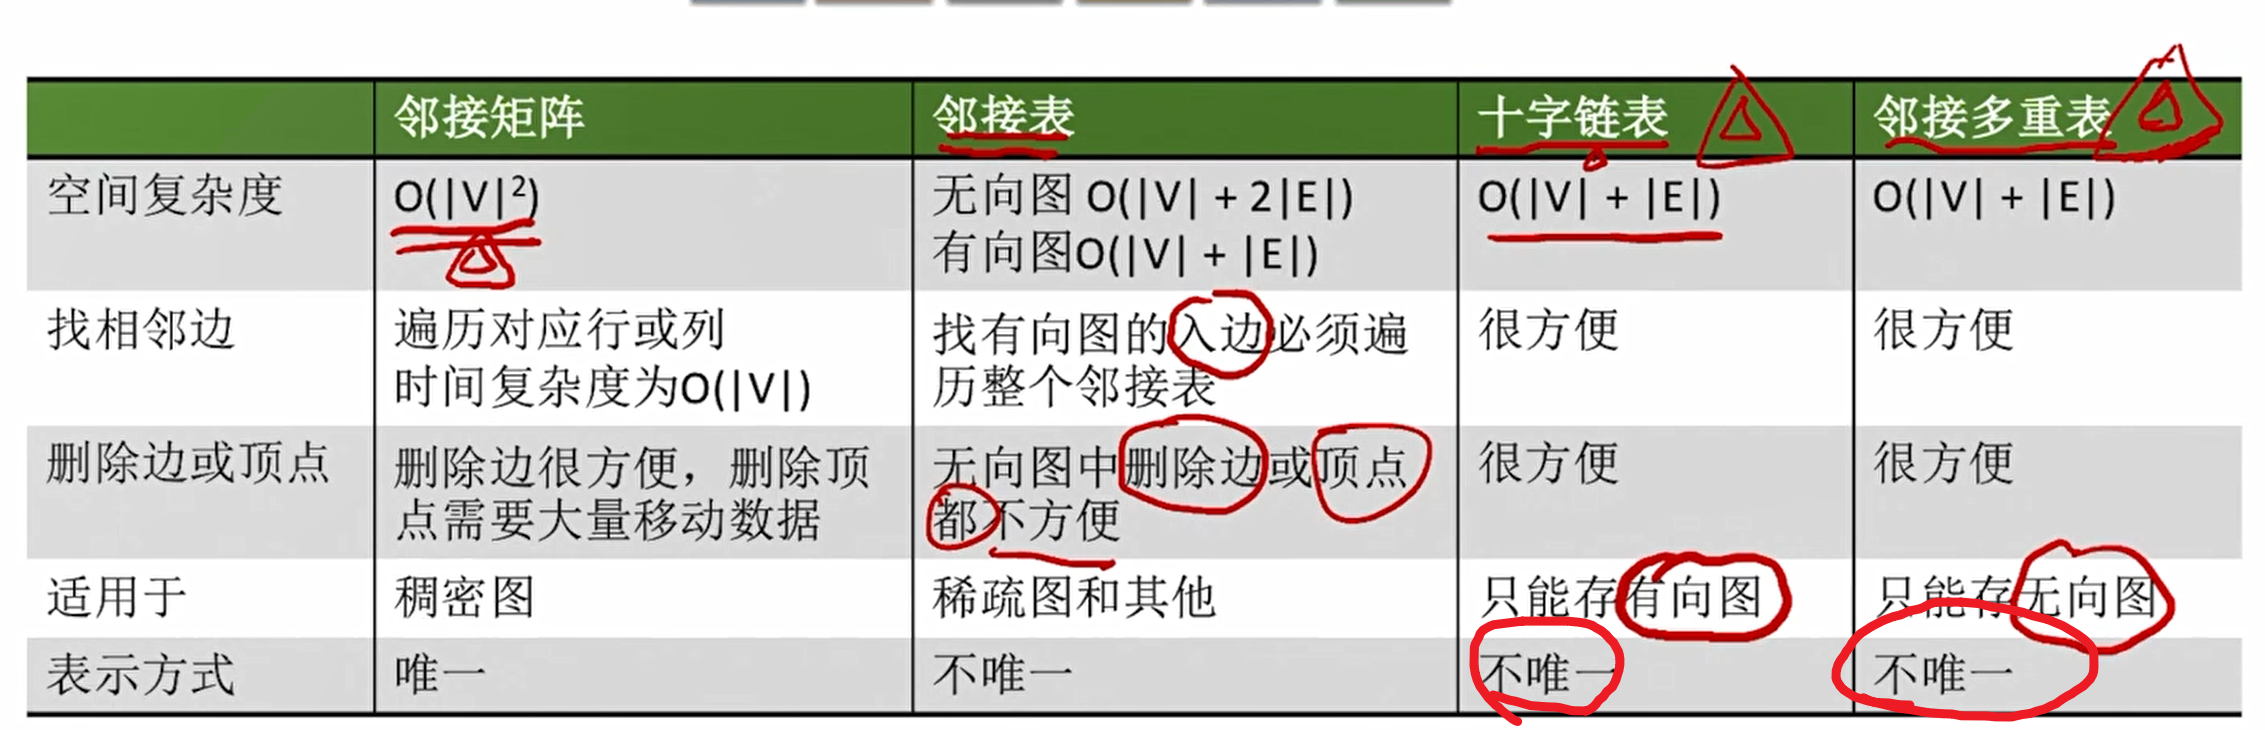 邻接矩阵 邻接表 十字链表 邻接多重表
空间复杂度 O(|V|²) 无向图 O(|V| + 2|E|) O(|V| + |E|) O(|V| + |E|)
有向图O(|V| + |E|)
找相邻边 遍历对应行或列 找有向图的入边必须遍 很方便 很方便
时间复杂度为O(|V|) 历整个邻接表
删除边或顶点 删除边很方便，删除顶 无向图中删除边或顶点 很方便 很方便
点需要大量移动数据 都不方便
适用于 稠密图 稀疏图和其他 只能存有向图 只能存无向图
表示方式 唯一 不唯一 不唯一 不唯一